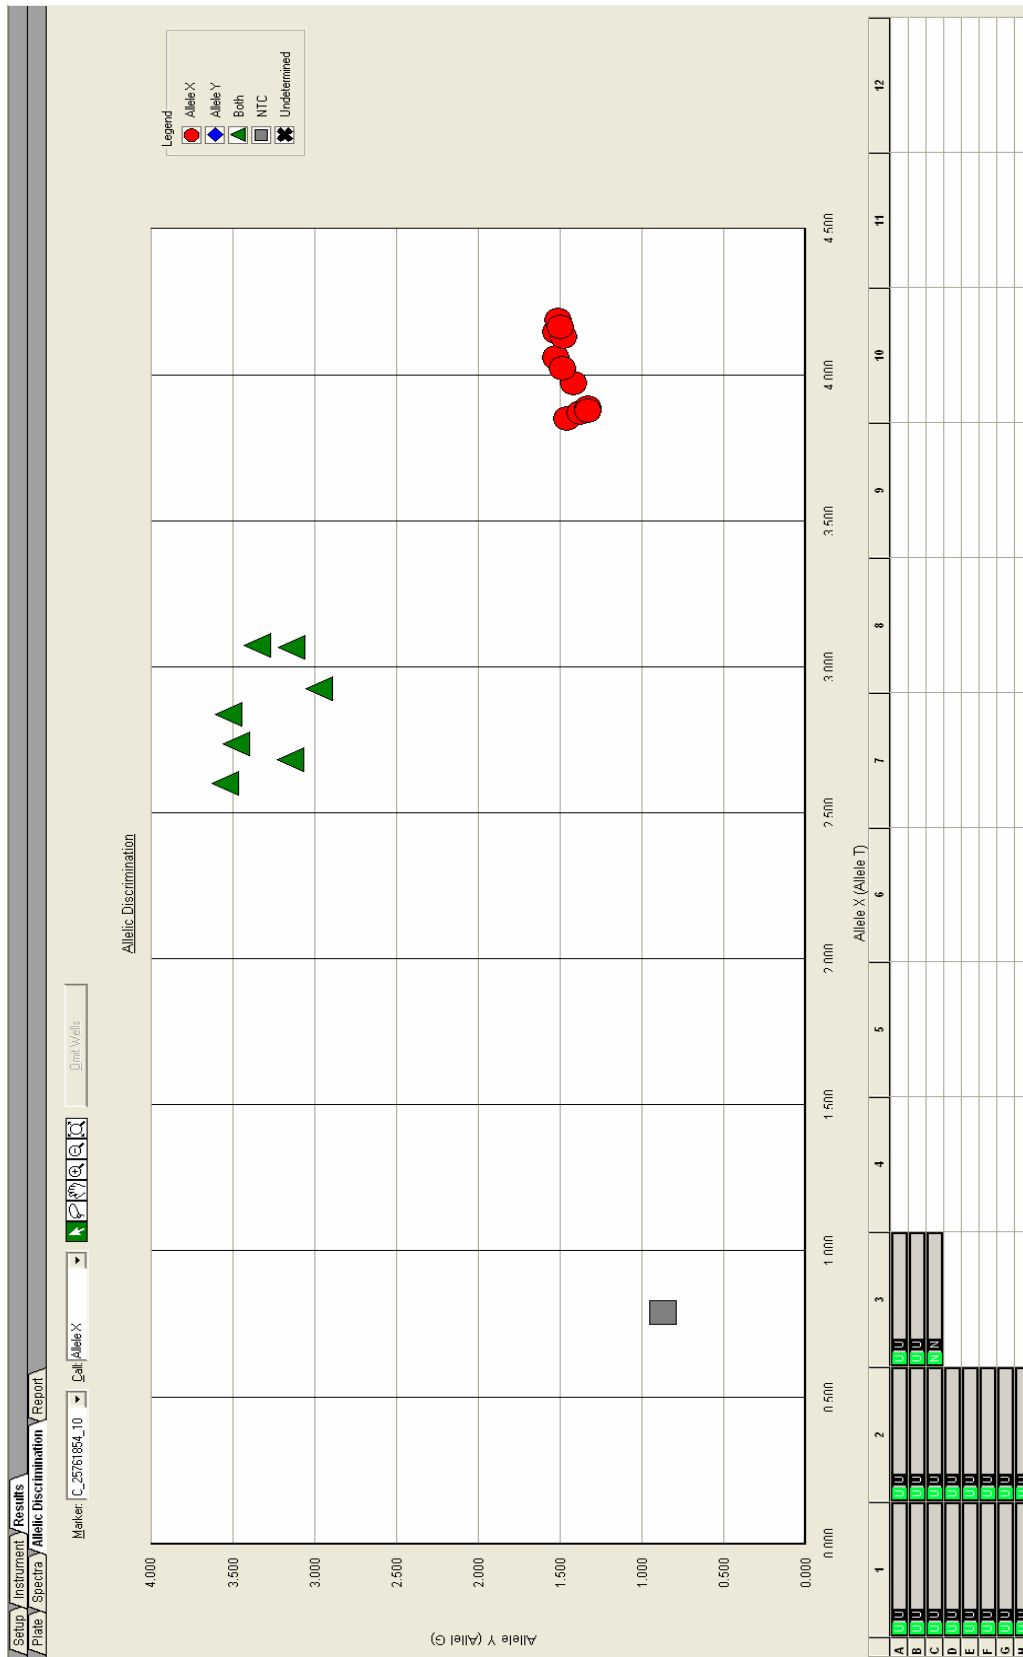 Setup Instrument Results
Plate Spectra Allelic Discrimination Report
Marker: C_25761854_10 Call: Allele X Omit Wells
Allelic Discrimination
Legend
Allele X
Allele Y
Both
NTC
Undetermined
4.000
3.500
3.000
2.500
2.000
1.500
1.000
0.500
0.000
Allele Y (Allel G)
0.000 0.500 1.000 1.500 2.000 2.500 3.000 3.500 4.000 4.500
Allele X (Allele T)
1 2 3 4 5 6 7 8 9 10 11 12
A U U U U U U
B U U U U U U
C U U U U N N
D U U U U
E U U U U
F U U U U
G U U U U
H U U U U